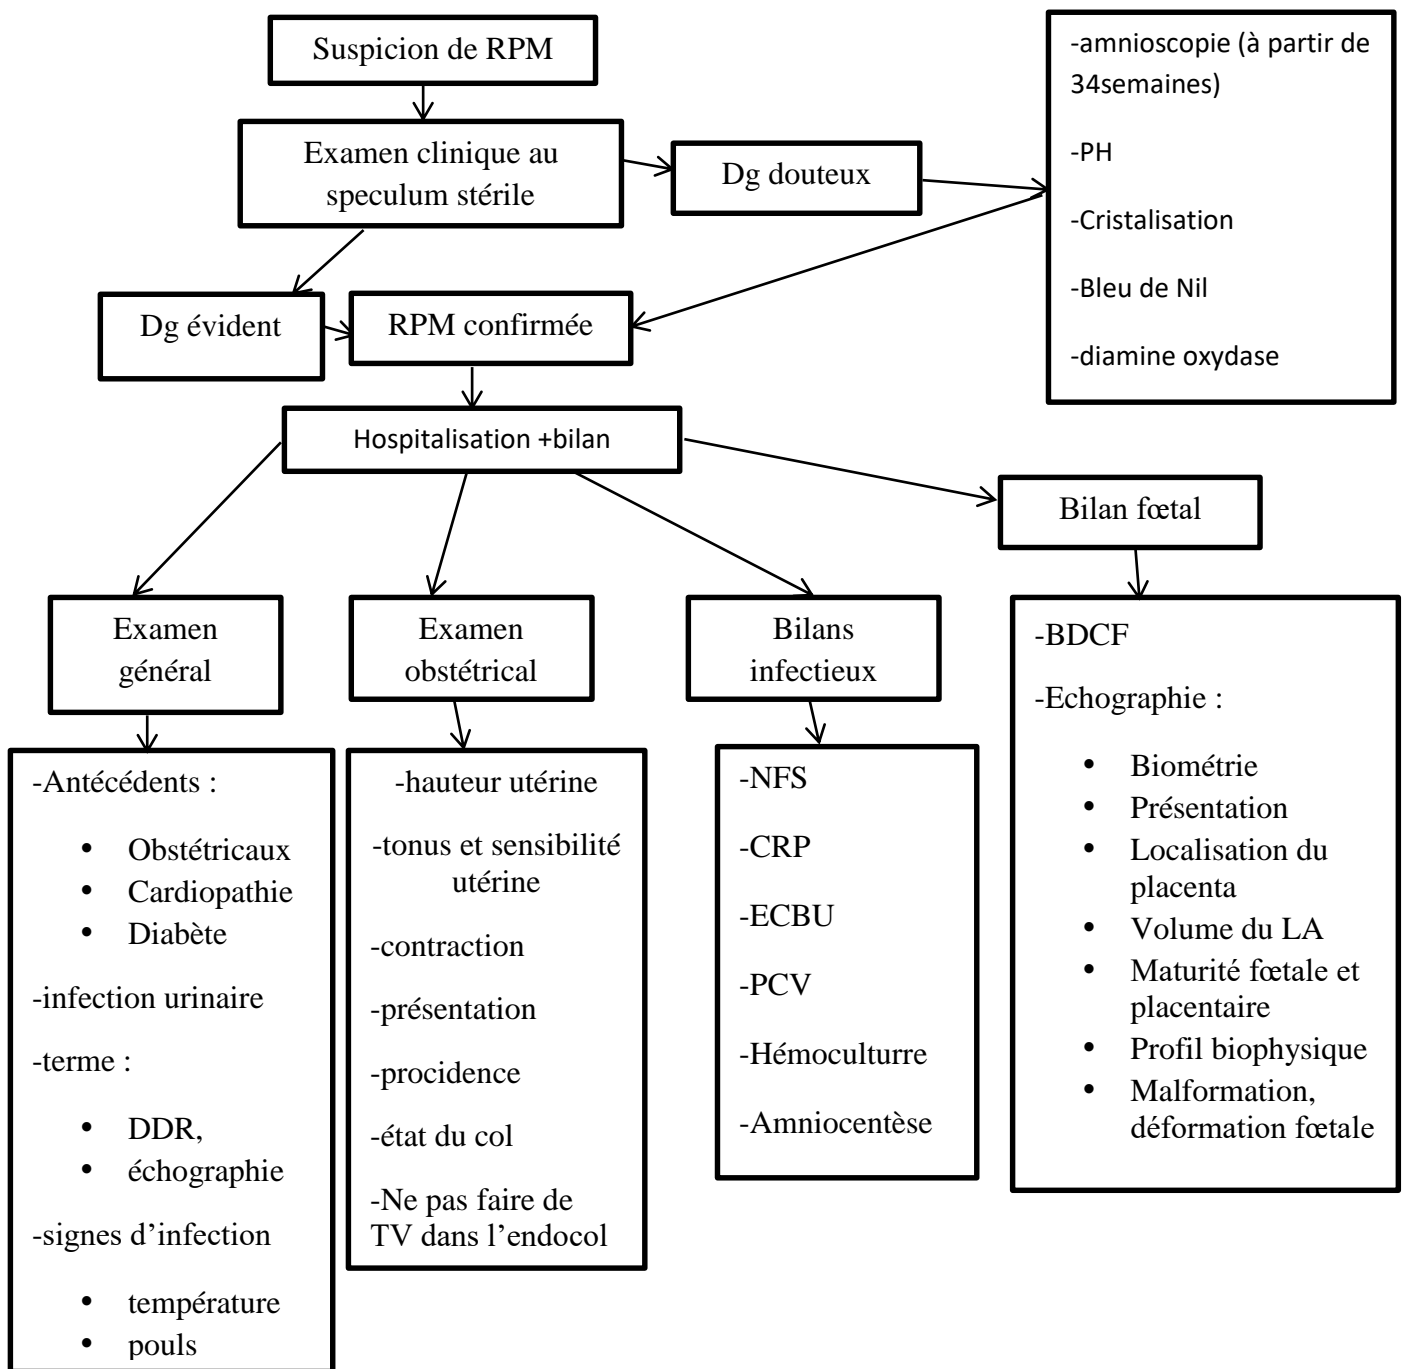 Suspicion de RPM
-amnioscopie (à partir de
34semaines)
-PH
-Cristalisation
-Bleu de Nil
-diamine oxydase
Examen clinique au
speculum stérile
Dg douteux
Dg évident
RPM confirmée
Hospitalisation +bilan
Bilan fœtal
Examen
général
Examen
obstétrical
Bilans
infectieux
-Antécédents :
• Obstétricaux
• Cardiopathie
• Diabète
-infection urinaire
-terme :
• DDR,
• échographie
-signes d’infection
• température
• pouls
-hauteur utérine
-tonus et sensibilité
utérine
-contraction
-présentation
-procidence
-état du col
-Ne pas faire de
TV dans l’endocol
-NFS
-CRP
-ECBU
-PCV
-Hémoculturre
-Amniocentèse
-BDCF
-Echographie :
• Biométrie
• Présentation
• Localisation du
placenta
• Volume du LA
• Maturité fœtale et
placentaire
• Profil biophysique
• Malformation,
déformation fœtale